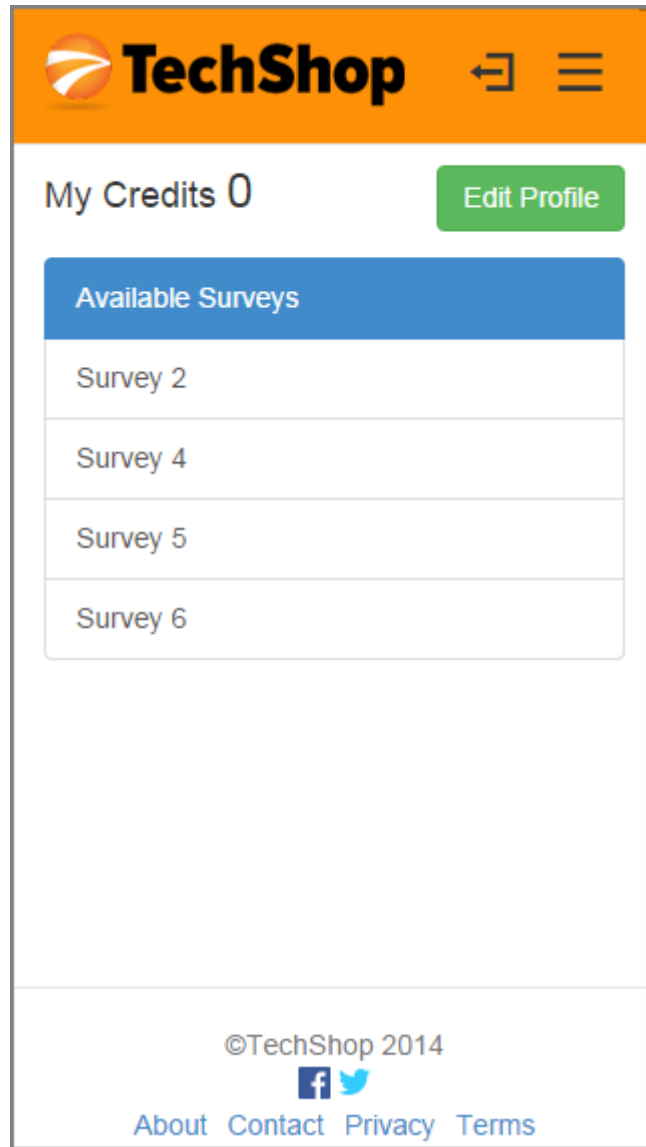 TechShop
My Credits 0
Edit Profile
Available Surveys
Survey 2
Survey 4
Survey 5
Survey 6
©TechShop 2014
About Contact Privacy Terms